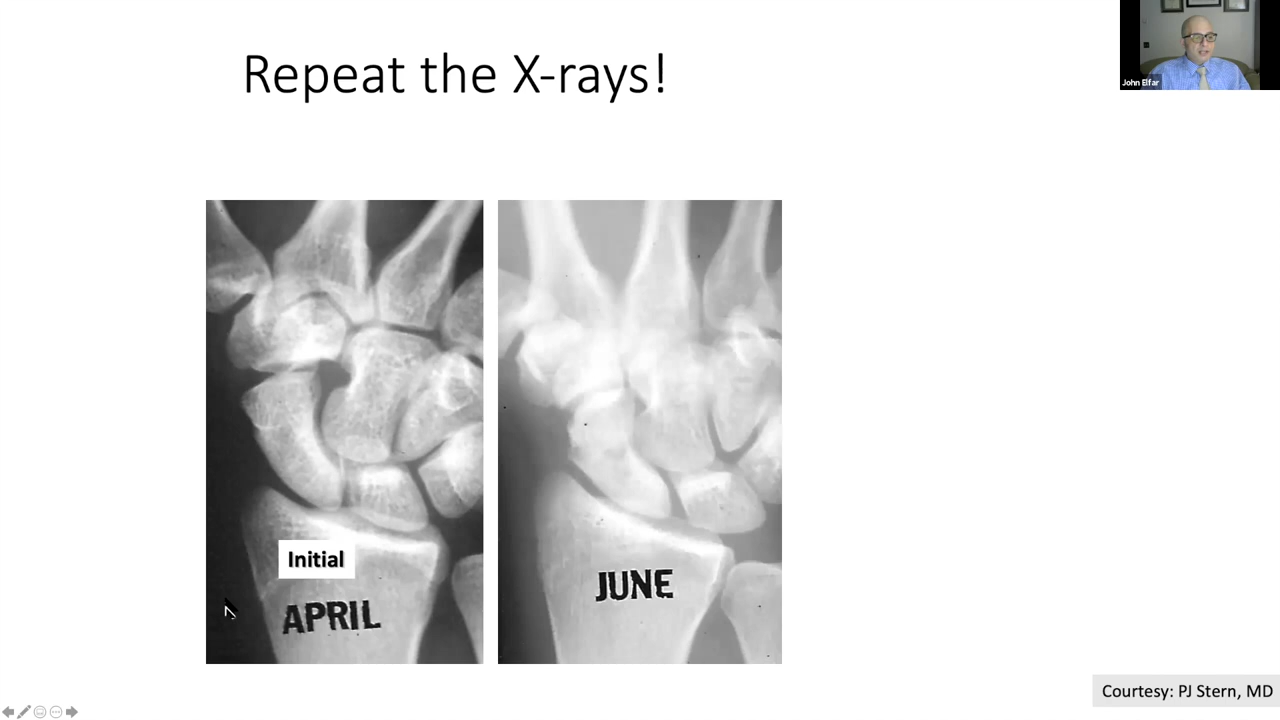 Repeat the X-rays!
John Elfar
Initial
APRIL
JUNE
Courtesy: PJ Stern, MD